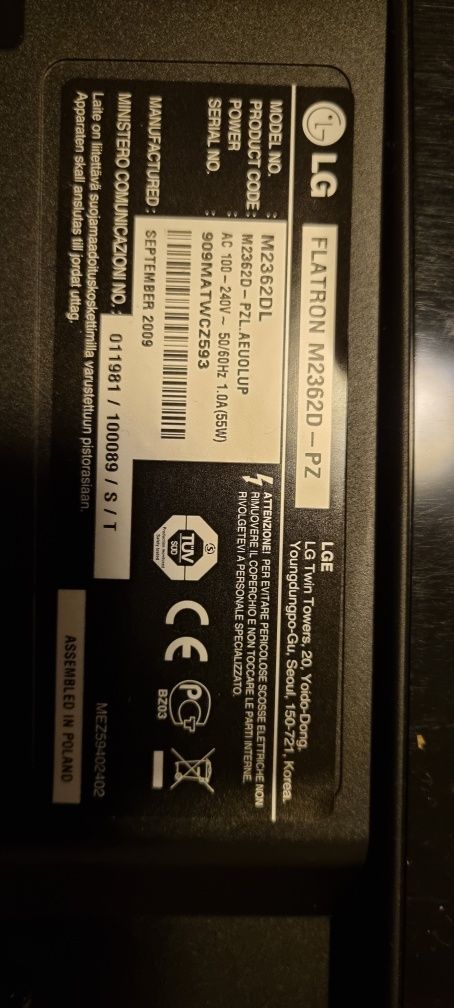 LG
FLATRON M2362D-PZ
LGE
LG Twin Towers, 20, Yoido-Dong,
Youngdungpo-Gu, Seoul, 150-721, Korea.
MODEL NO. : M2362DL
PRODUCT CODE : M2362D-PZL.AEUOLUP
POWER : AC 100-240V~50/60Hz 1.0A(55W)
SERIAL NO. : 909MATWCZ593
MANUFACTURED : SEPTEMBER 2009
MINISTERO COMUNICAZIONI NO. : 011981 / 100089 / S / T
Laite on liitettävä suojamaadoituskoskettimilla varustettuun pistorasiaan.
Apparaten skall anslutas till jordat uttag.
ATTENZIONE! PER EVITARE PERICOLOSE SCOSSE ELETTRICHE NON
RIMUOVERE IL COPERCHIO E NON TOCCARE LE PARTI INTERNE.
RIVOLGETEVI A PERSONALE SPECIALIZZATO.
TÜV
SÜD
CE
PCT
BZ03
MEZ59402402
ASSEMBLED IN POLAND